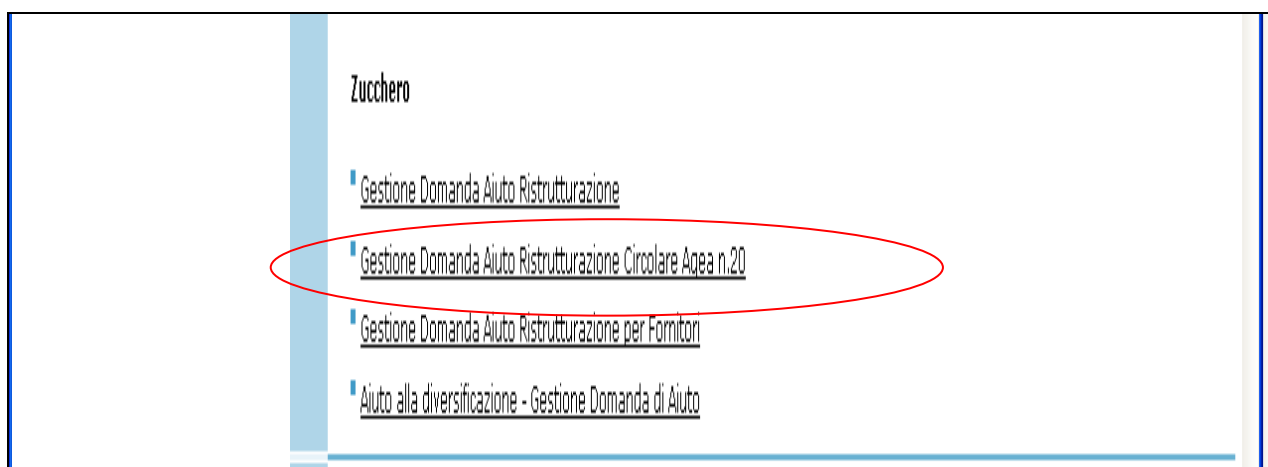 Zucchero
Gestione Domanda Aiuto Ristrutturazione
Gestione Domanda Aiuto Ristrutturazione Circolare Agea n.20
Gestione Domanda Aiuto Ristrutturazione per Fornitori
Aiuto alla diversificazione - Gestione Domanda di Aiuto